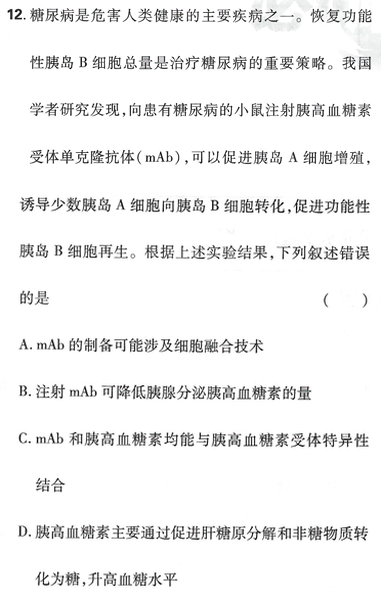 12.糖尿病是危害人类健康的主要疾病之一。恢复功能
性胰岛 B 细胞总量是治疗糖尿病的重要策略。我国
学者研究发现,向患有糖尿病的小鼠注射胰高血糖素
受体单克隆抗体(mAb),可以促进胰岛 A 细胞增殖,
诱导少数胰岛 A 细胞向胰岛 B 细胞转化,促进功能性
胰岛 B 细胞再生。根据上述实验结果,下列叙述错误
的是 (　　)
A. mAb 的制备可能涉及细胞融合技术
B. 注射 mAb 可降低胰腺分泌胰高血糖素的量
C. mAb 和胰高血糖素均能与胰高血糖素受体特异性
结合
D. 胰高血糖素主要通过促进肝糖原分解和非糖物质转
化为糖,升高血糖水平